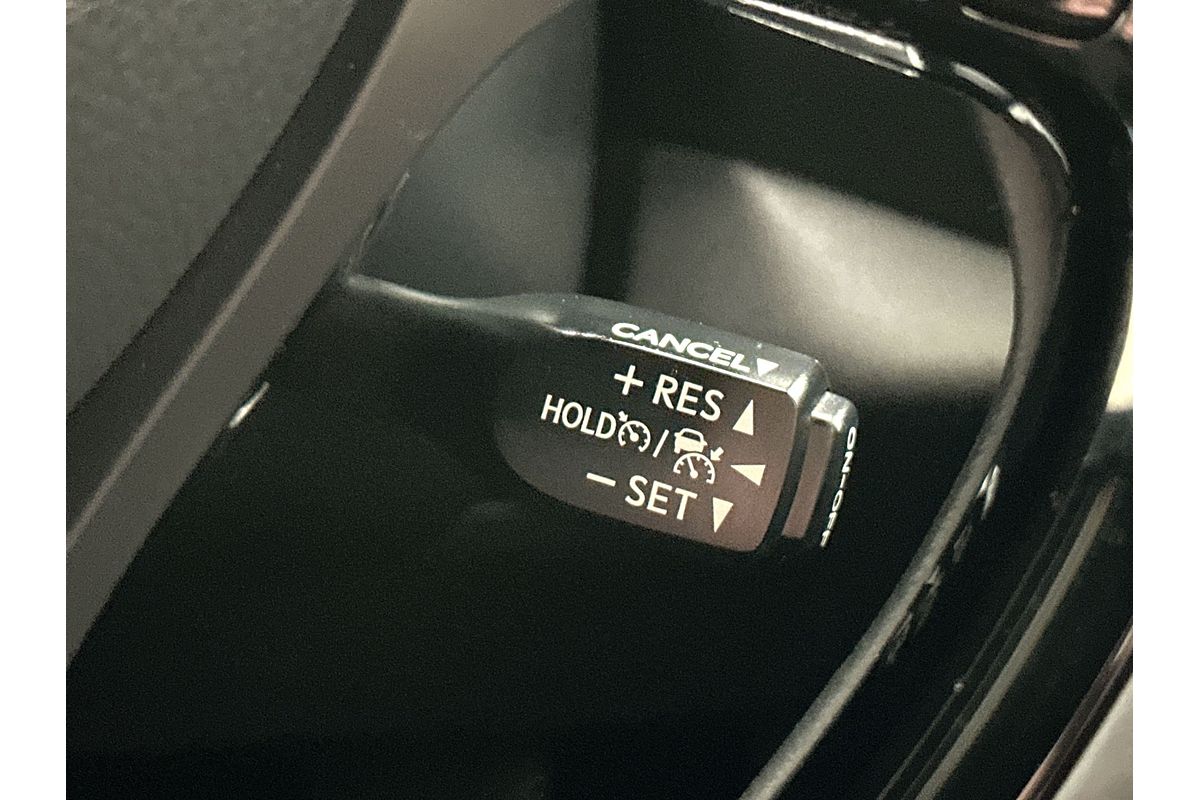 CANCEL▼
+ RES ▲
HOLD / ◀
− SET ▼
ON-OFF